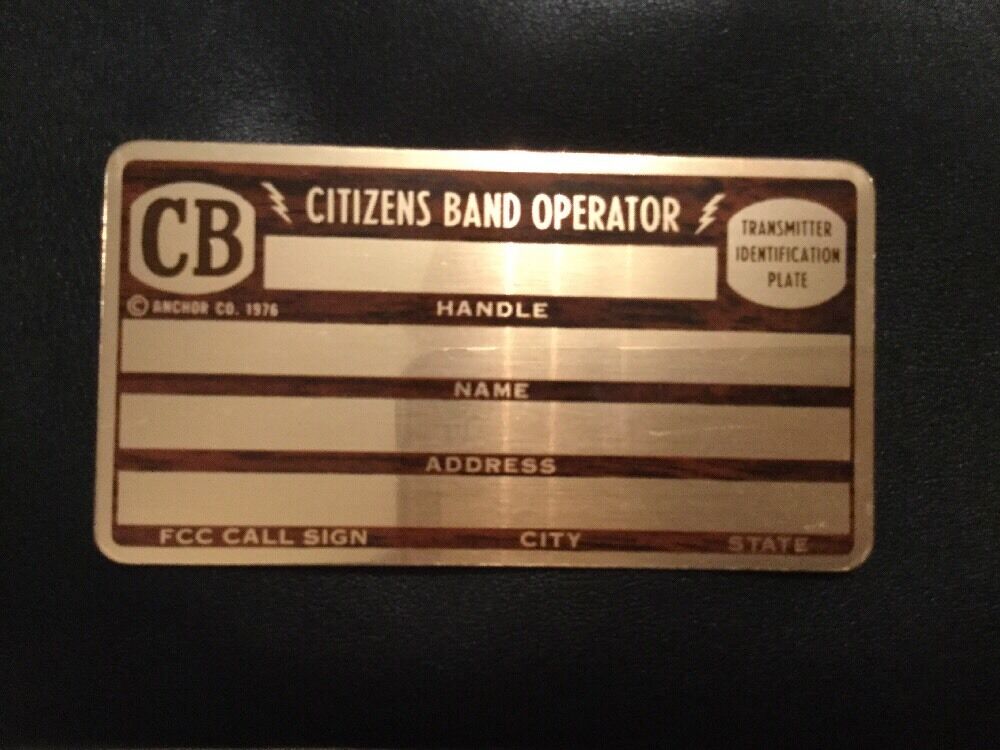 CB
CITIZENS BAND OPERATOR
TRANSMITTER
IDENTIFICATION
PLATE
© ANCHOR CO. 1976
HANDLE
NAME
ADDRESS
FCC CALL SIGN CITY STATE